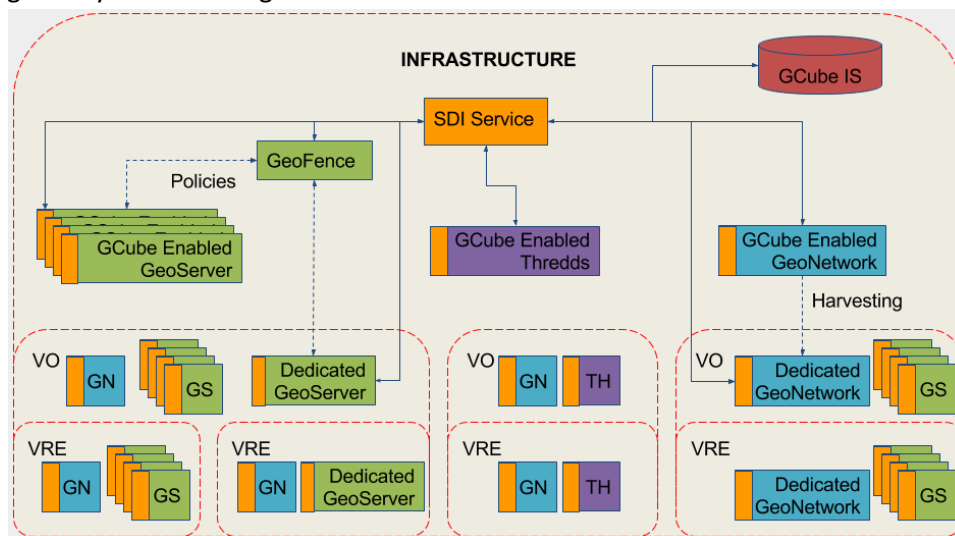 INFRASTRUCTURE
GCube IS
SDI Service
GeoFence
Policies
GCube Enabled
GeoServer
GCube Enabled
Thredds
GCube Enabled
GeoNetwork
Harvesting
VO
GN
GS
Dedicated
GeoServer
VO
GN
TH
VO
Dedicated
GeoNetwork
GS
VRE
GN
GS
VRE
GN
Dedicated
GeoServer
VRE
GN
TH
VRE
Dedicated
GeoNetwork
GS